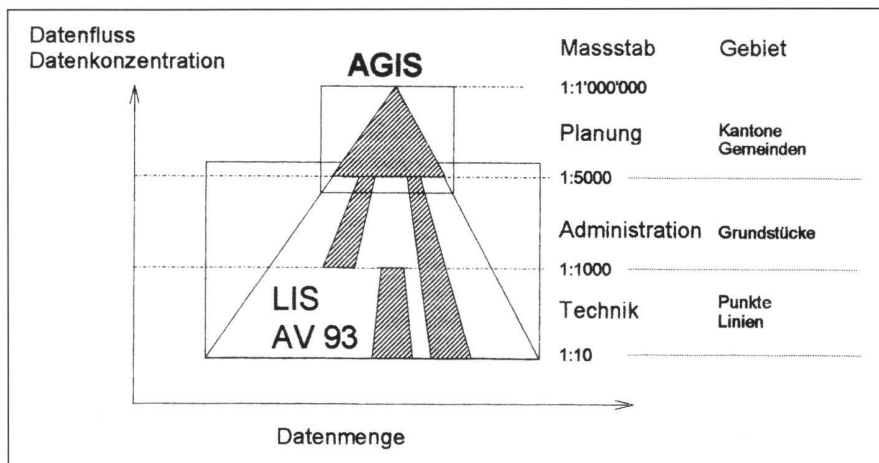 Datenfluss
Datenkonzentration
AGIS
Massstab Gebiet
1:1'000'000
Planung Kantone
Gemeinden
1:5000
Administration Grundstücke
1:1000
LIS
AV 93
Technik Punkte
Linien
1:10
Datenmenge